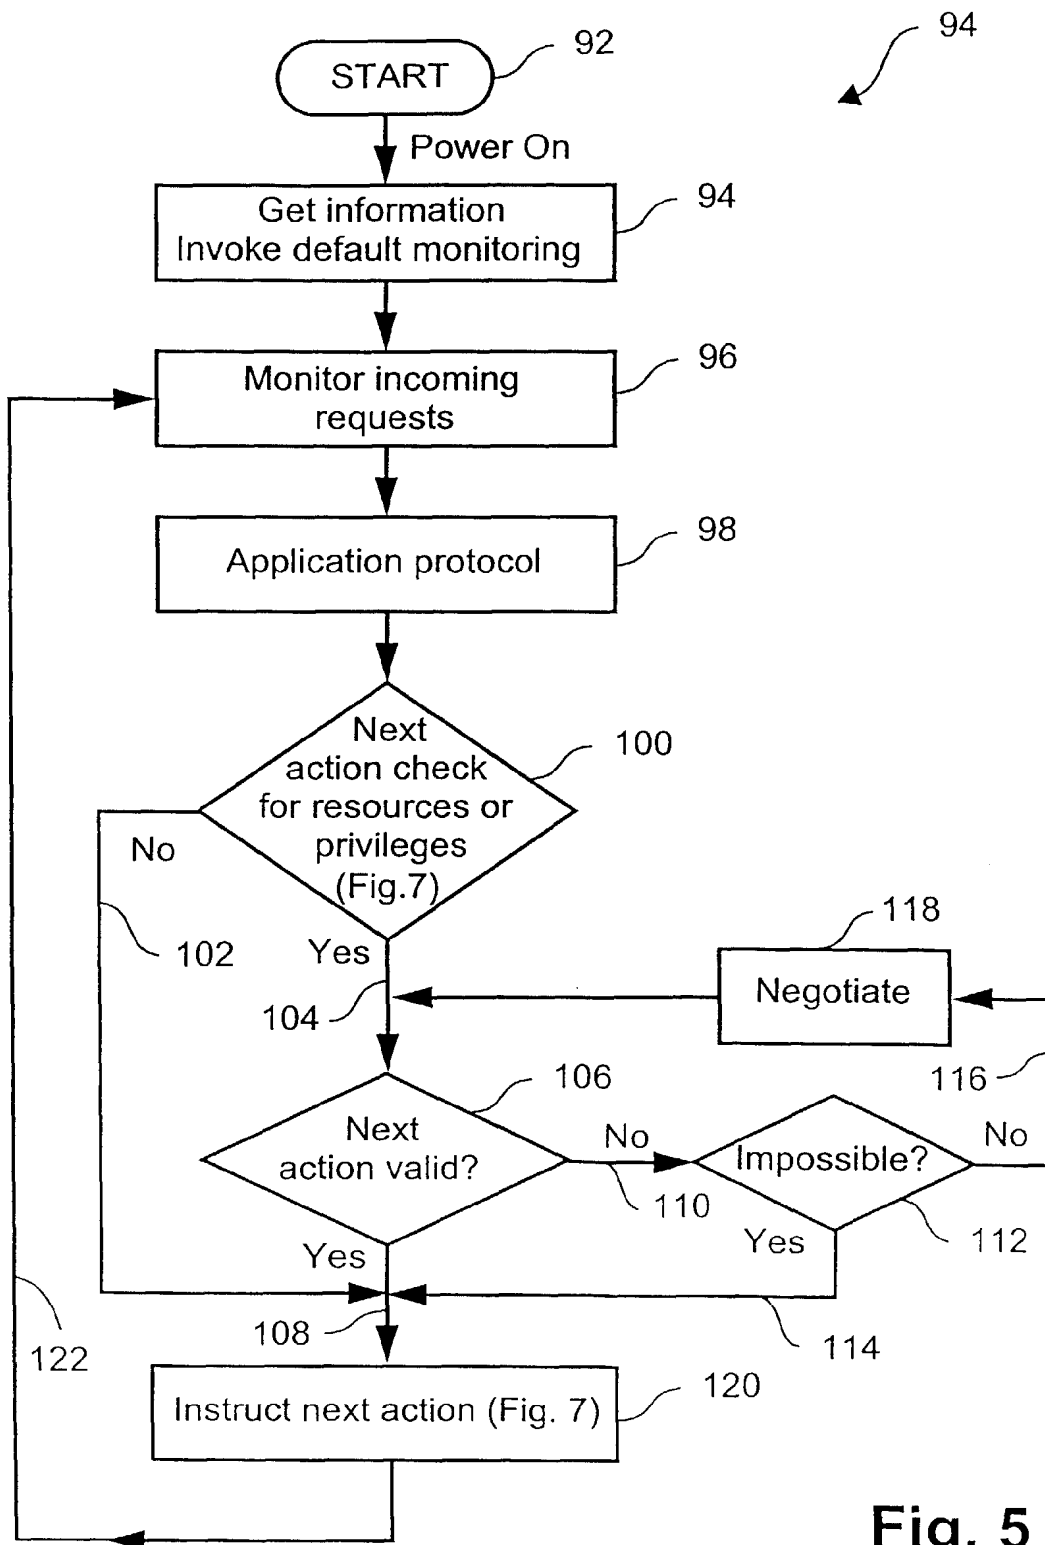 START
92
94
Power On
94
Get information
Invoke default monitoring
96
Monitor incoming
requests
98
Application protocol
100
Next
action check
for resources or
privileges
(Fig.7)
No
102
Yes
104
118
Negotiate
116
106
Next
action valid?
No
110
Impossible?
No
112
Yes
Yes
108
114
122
120
Instruct next action (Fig. 7)
Fig. 5